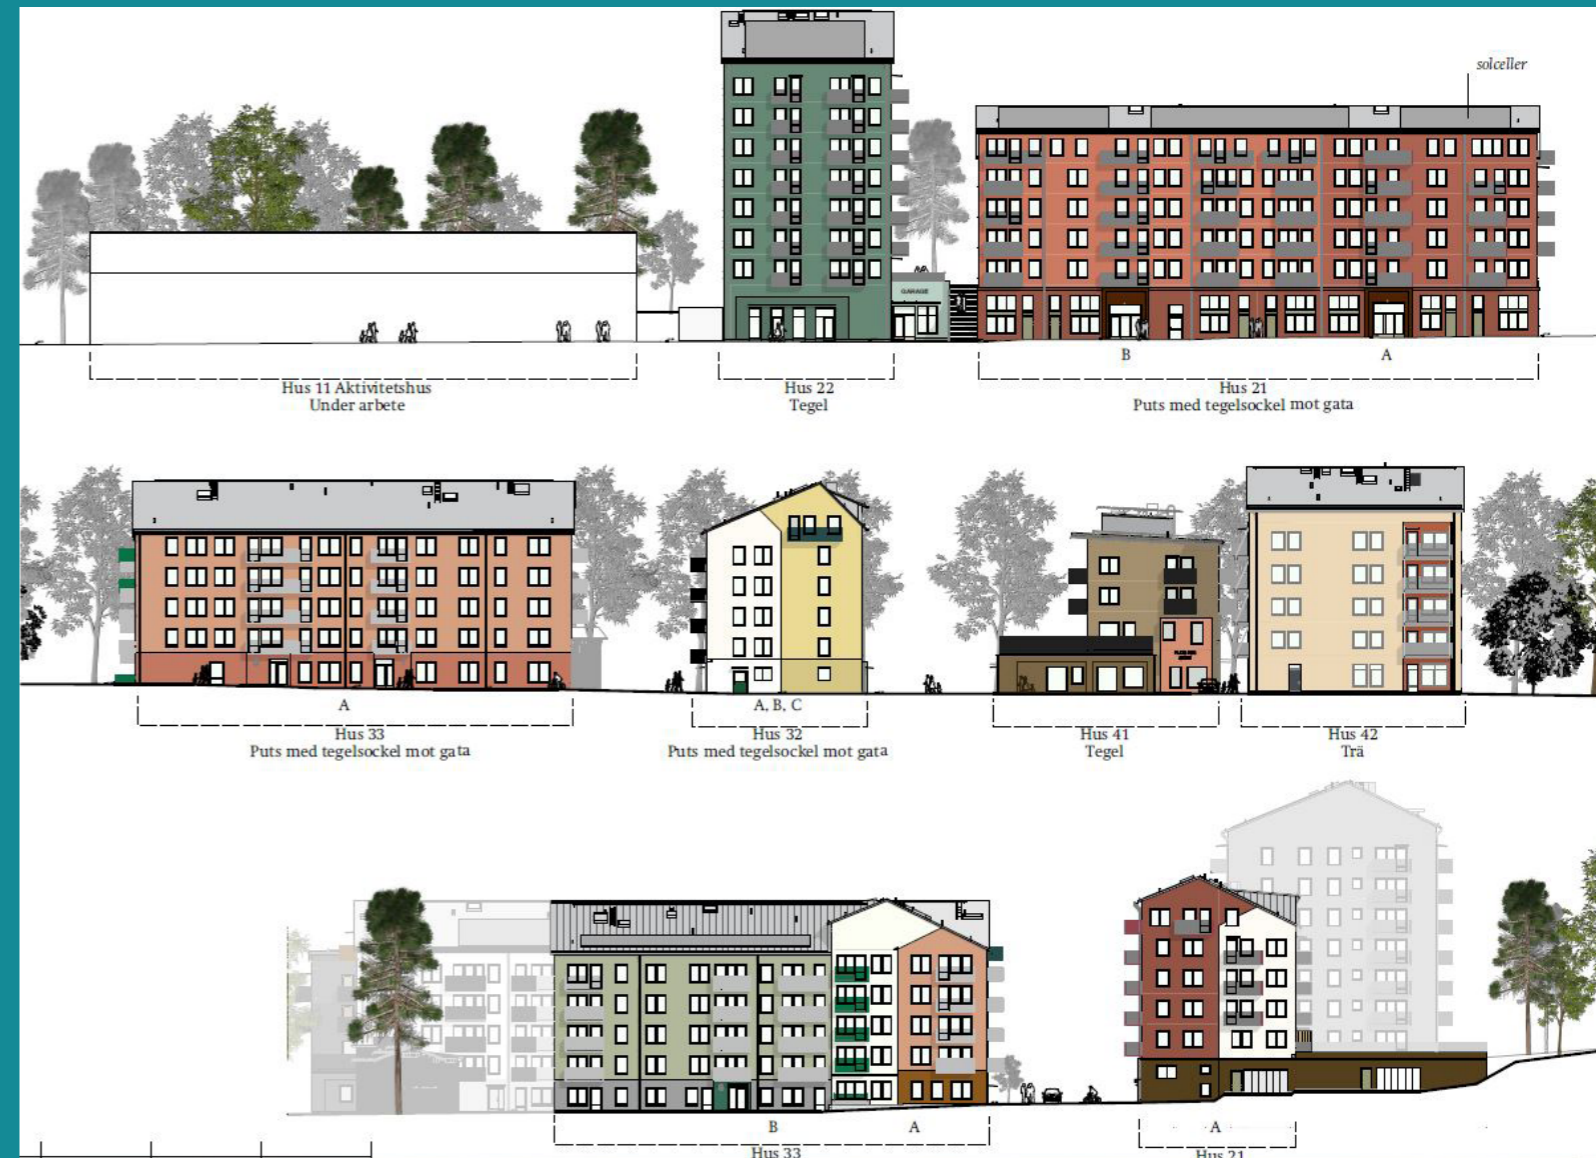 solceller
GARAGE
B
A
Hus 11 Aktivitetshus
Under arbete
Hus 22
Tegel
Hus 21
Puts med tegelsockel mot gata
A
A, B, C
Hus 33
Puts med tegelsockel mot gata
Hus 32
Puts med tegelsockel mot gata
Hus 41
Tegel
Hus 42
Trä
B
A
A
Hus 33
Hus 21